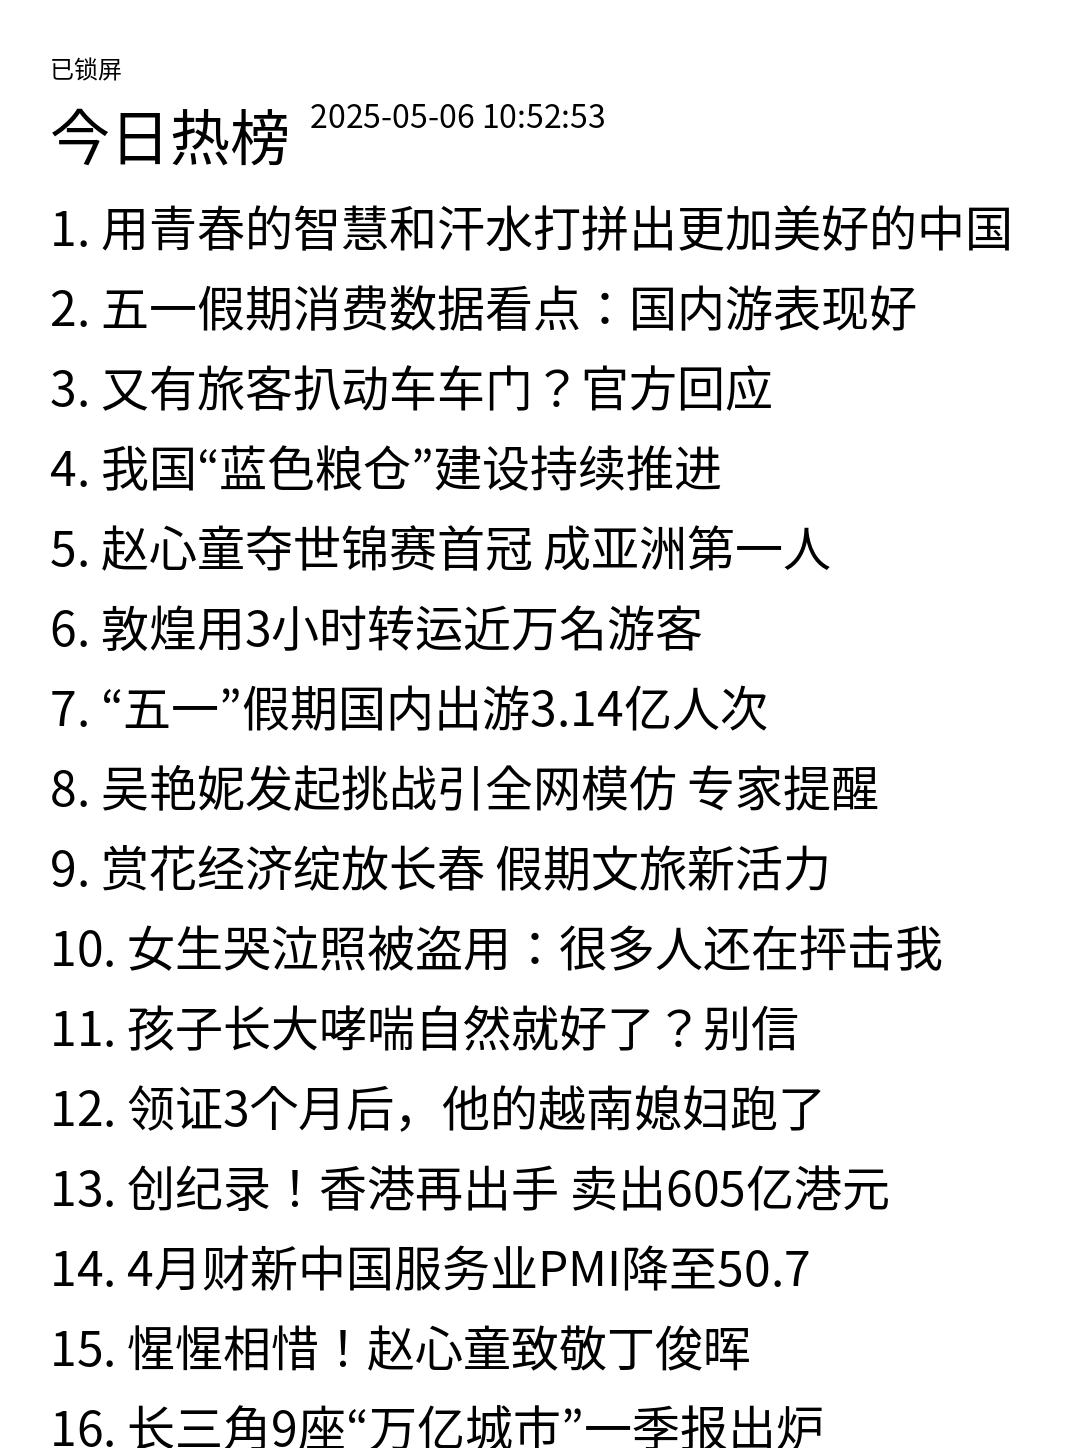 已锁屏
今日热榜 2025-05-06 10:52:53
1. 用青春的智慧和汗水打拼出更加美好的中国
2. 五一假期消费数据看点：国内游表现好
3. 又有旅客扒动车车门？官方回应
4. 我国“蓝色粮仓”建设持续推进
5. 赵心童夺世锦赛首冠 成亚洲第一人
6. 敦煌用3小时转运近万名游客
7. “五一”假期国内出游3.14亿人次
8. 吴艳妮发起挑战引全网模仿 专家提醒
9. 赏花经济绽放长春 假期文旅新活力
10. 女生哭泣照被盗用：很多人还在抨击我
11. 孩子长大哮喘自然就好了？别信
12. 领证3个月后，他的越南媳妇跑了
13. 创纪录！香港再出手 卖出605亿港元
14. 4月财新中国服务业PMI降至50.7
15. 惺惺相惜！赵心童致敬丁俊晖
16. 长三角9座“万亿城市”一季报出炉